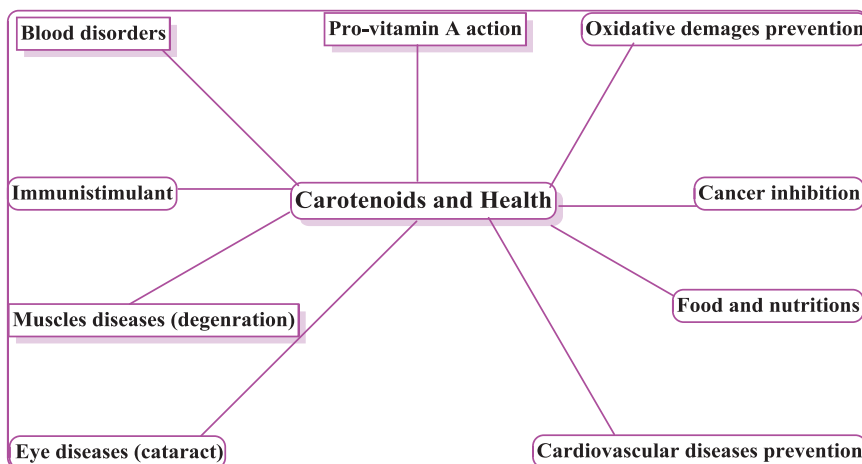 Blood disorders
Pro-vitamin A action
Oxidative demages prevention
Immunistimulant
Carotenoids and Health
Cancer inhibition
Muscles diseases (degenration)
Food and nutritions
Eye diseases (cataract)
Cardiovascular diseases prevention